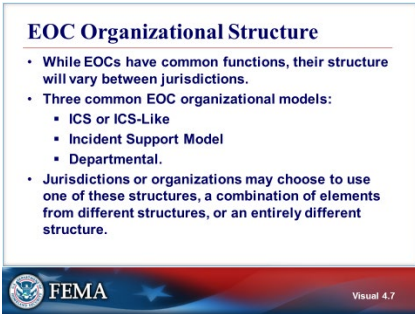 EOC Organizational Structure
• While EOCs have common functions, their structure
will vary between jurisdictions.
• Three common EOC organizational models:
▪ ICS or ICS-Like
▪ Incident Support Model
▪ Departmental.
• Jurisdictions or organizations may choose to use
one of these structures, a combination of elements
from different structures, or an entirely different
structure.
FEMA
Visual 4.7